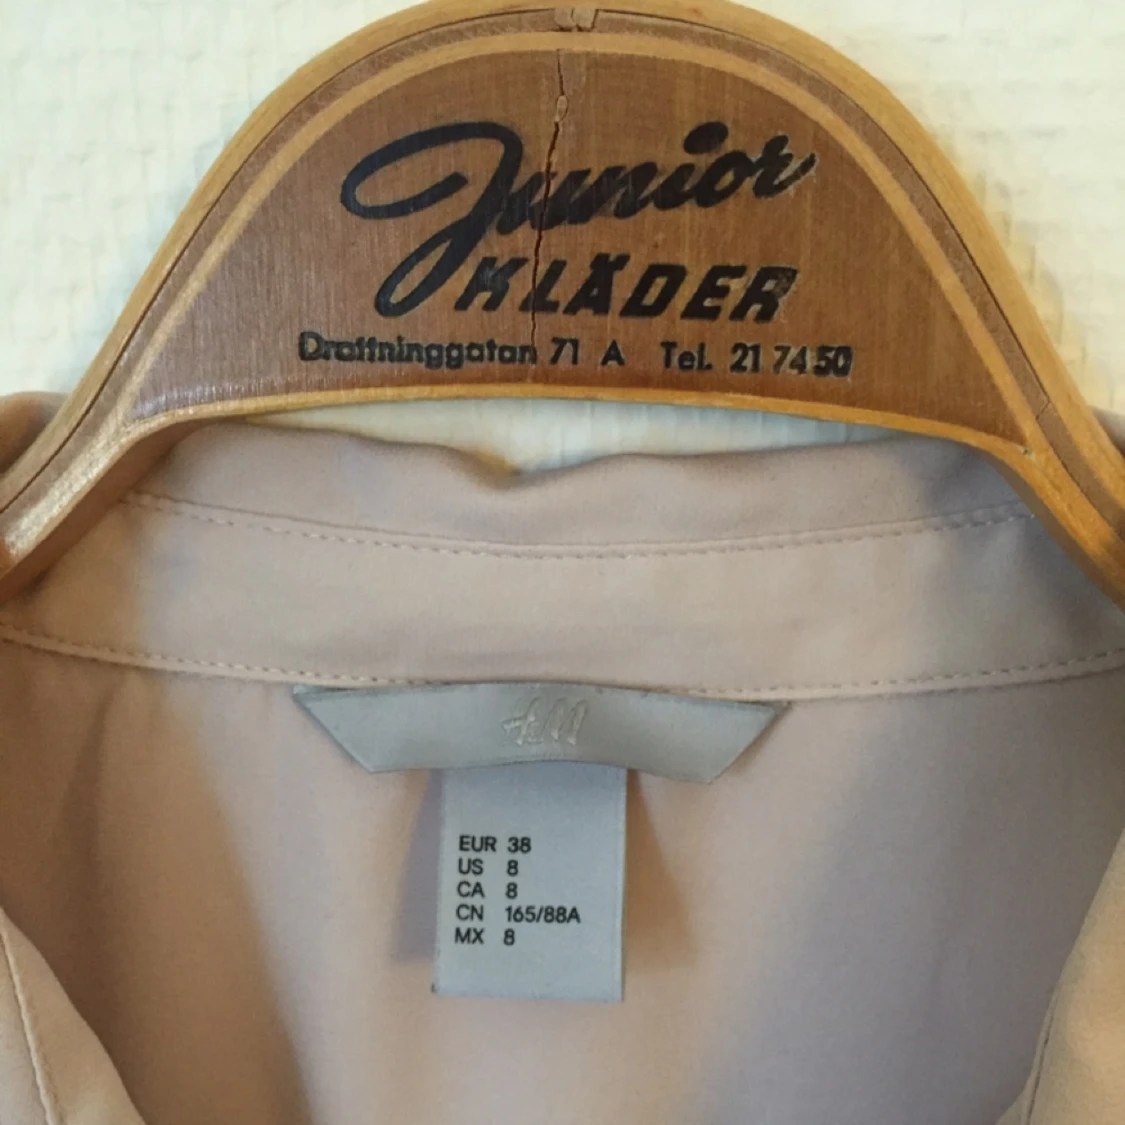 Junior
KLÄDER
Drottninggatan 71 A Tel. 21 74 50
H&M
EUR 38
US 8
CA 8
CN 165/88A
MX 8